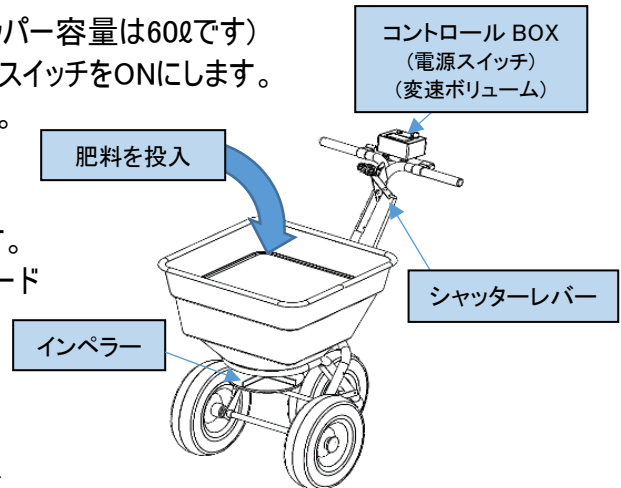 ッパー容量は60ℓです)
スイッチをONにします。
。
す。
ード
コントロール BOX
(電源スイッチ)
(変速ボリューム)
肥料を投入
シャッターレバー
インペラー